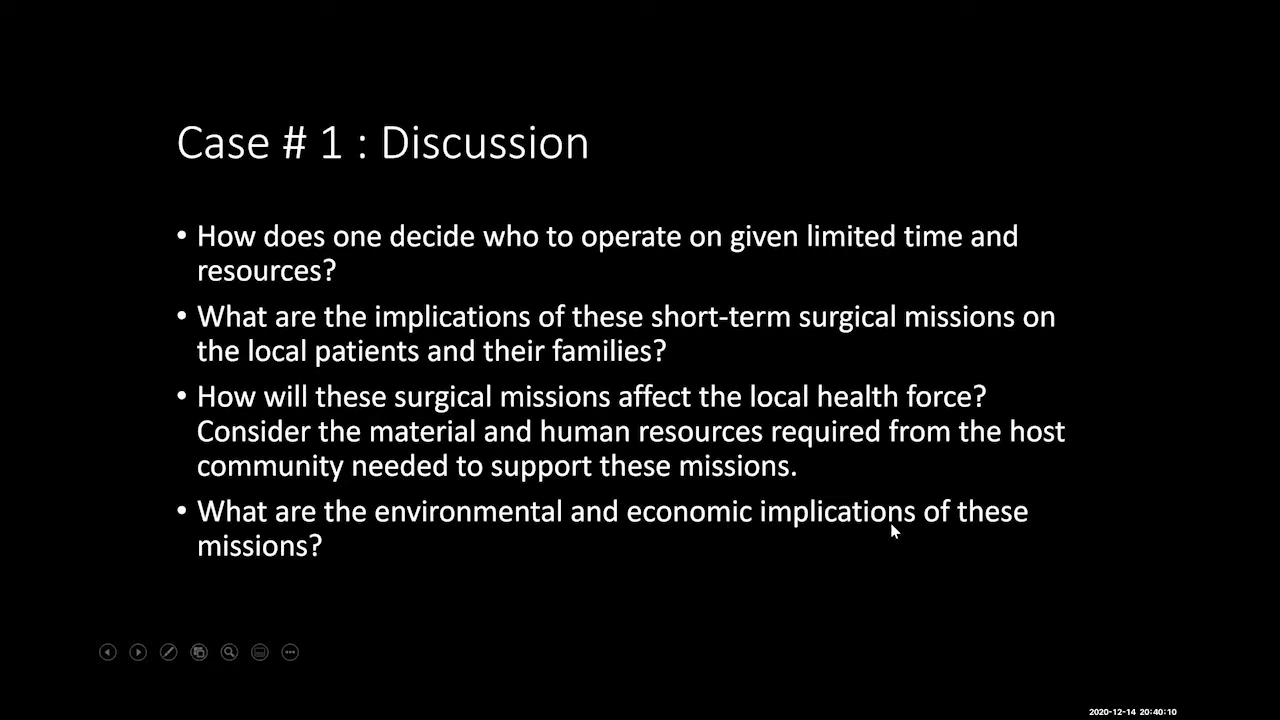 Case # 1 : Discussion
• How does one decide who to operate on given limited time and
resources?
• What are the implications of these short-term surgical missions on
the local patients and their families?
• How will these surgical missions affect the local health force?
Consider the material and human resources required from the host
community needed to support these missions.
• What are the environmental and economic implications of these
missions?
2020-12-14 20:40:10